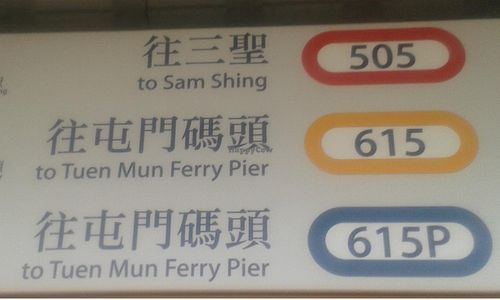 往三聖
505
to Sam Shing
往屯門碼頭
615
to Tuen Mun Ferry Pier
往屯門碼頭
615P
to Tuen Mun Ferry Pier
HappyCow